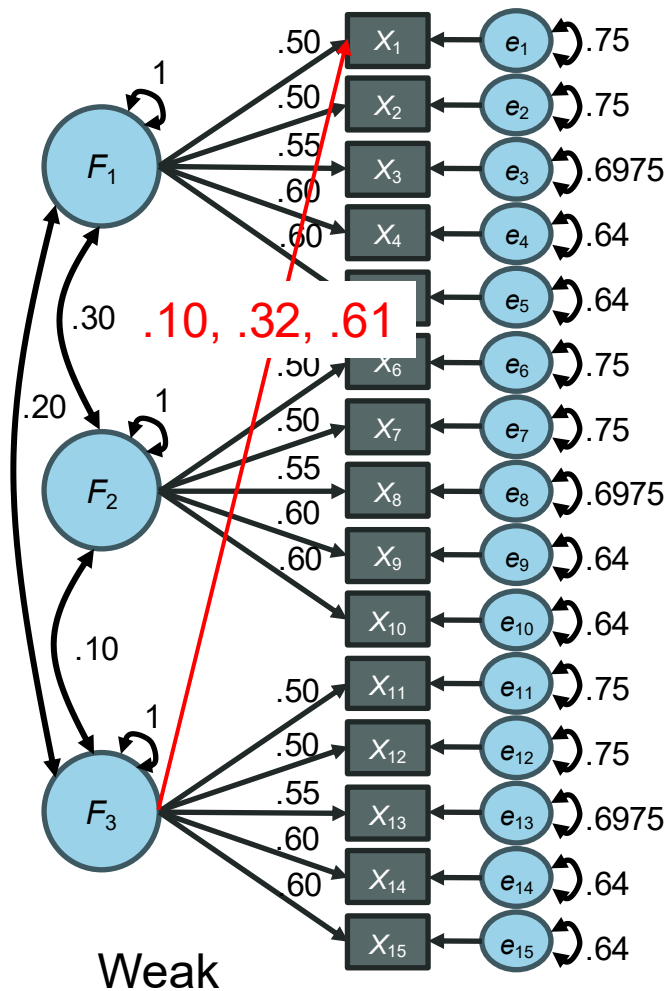 .50
X1
e1
.75
1
.50
X2
e2
.75
F1
.55
X3
e3
.6975
.60
X4
e4
.64
.60
e5
.64
.30
.10, .32, .61
.50
X6
e6
.75
.20
1
.50
X7
e7
.75
F2
.55
X8
e8
.6975
.60
X9
e9
.64
.60
X10
e10
.64
.10
.50
X11
e11
.75
1
.50
X12
e12
.75
F3
.55
X13
e13
.6975
.60
X14
e14
.64
.60
X15
e15
.64
Weak